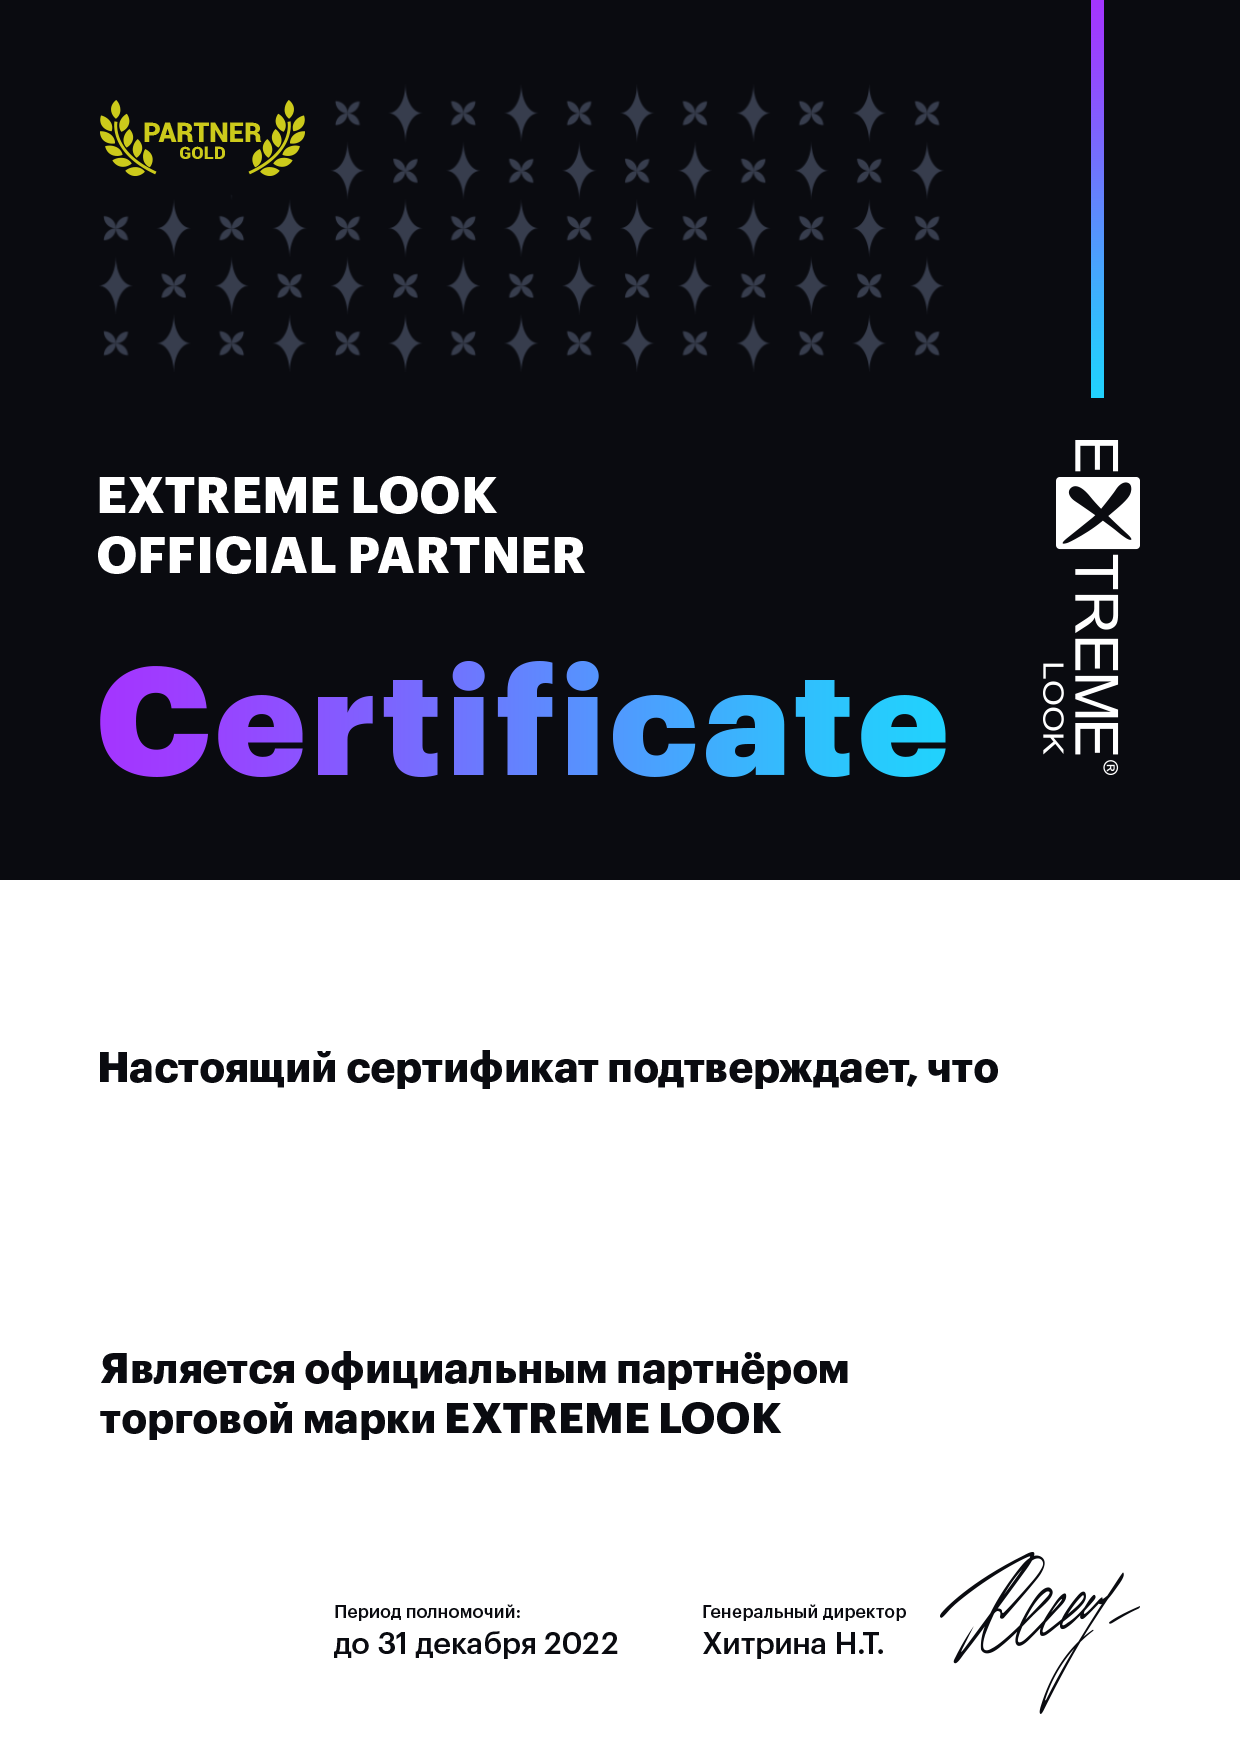 PARTNER
GOLD
EXTREME LOOK
OFFICIAL PARTNER
Certificate
EXTREME
LOOK
®
Настоящий сертификат подтверждает, что
Является официальным партнёром
торговой марки EXTREME LOOK
Период полномочий:
до 31 декабря 2022
Генеральный директор
Хитрина Н.Т.